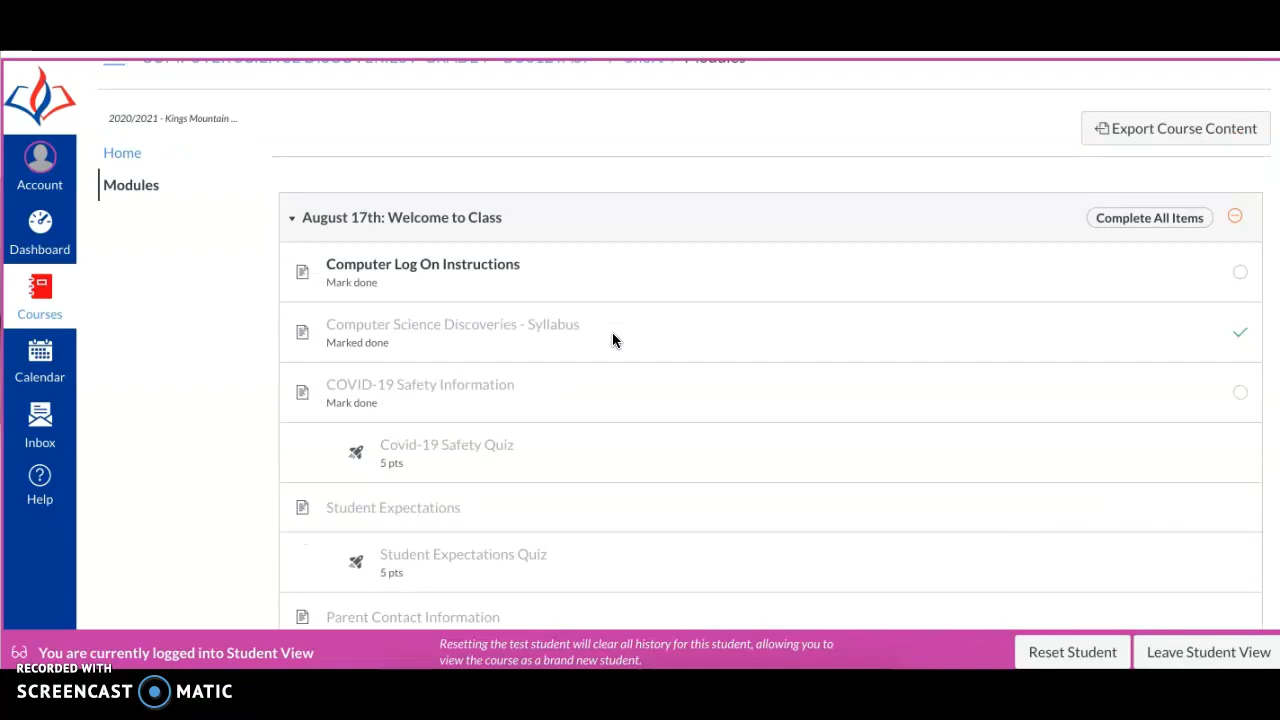 Modules
2020/2021 - Kings Mountain ...
Export Course Content
Home
Modules
August 17th: Welcome to Class
Complete All Items
Computer Log On Instructions
Mark done
Computer Science Discoveries - Syllabus
Marked done
COVID-19 Safety Information
Mark done
Covid-19 Safety Quiz
5 pts
Student Expectations
Student Expectations Quiz
5 pts
Parent Contact Information
Account
Dashboard
Courses
Calendar
Inbox
Help
You are currently logged into Student View
Resetting the test student will clear all history for this student, allowing you to
view the course as a brand new student.
Reset Student
Leave Student View
RECORDED WITH
SCREENCAST MATIC